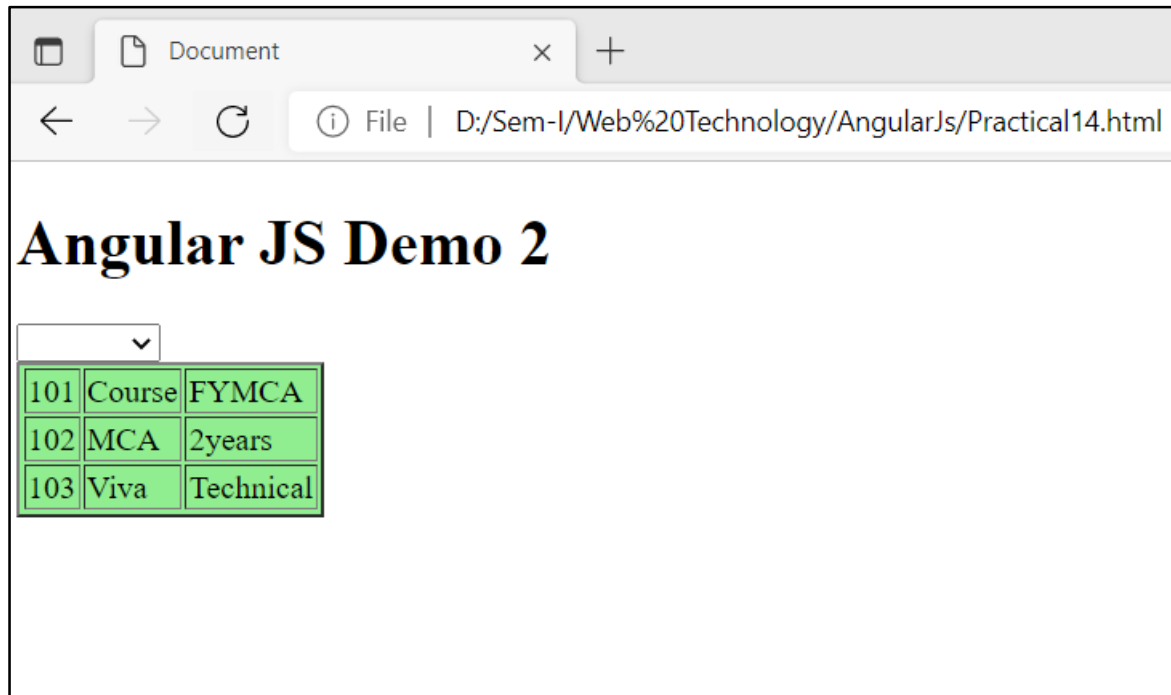 Document
File | D:/Sem-I/Web%20Technology/AngularJs/Practical14.html
Angular JS Demo 2
101 Course FYMCA
102 MCA 2years
103 Viva Technical